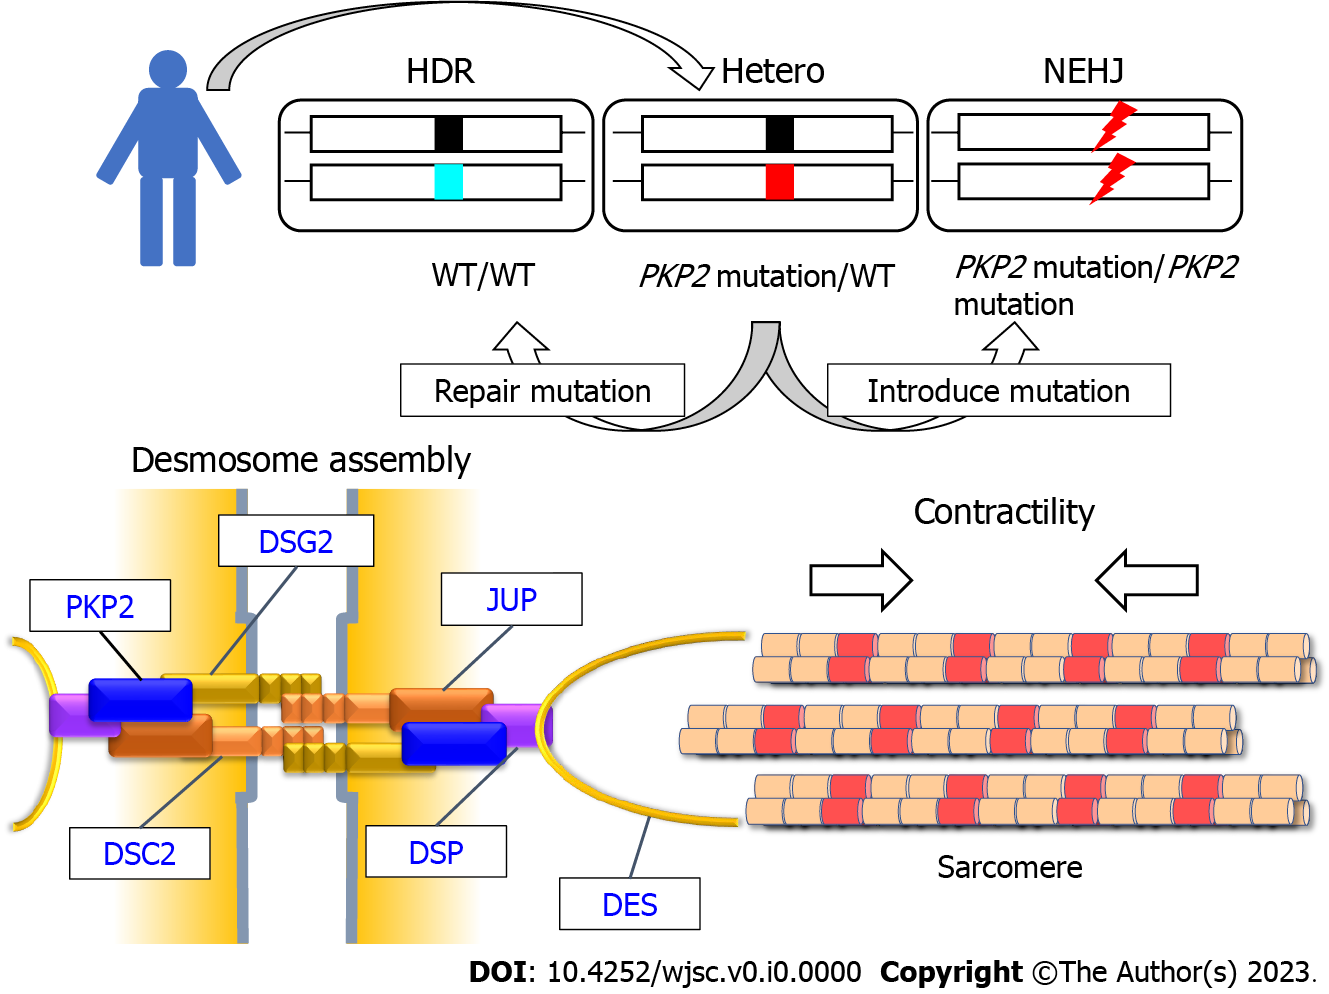 HDR
Hetero
NEHJ
WT/WT
PKP2 mutation/WT
PKP2 mutation/PKP2
mutation
Repair mutation
Introduce mutation
Desmosome assembly
Contractility
DSG2
PKP2
JUP
DSC2
DSP
DES
Sarcomere
DOI: 10.4252/wjsc.v0.i0.0000 Copyright ©The Author(s) 2023.